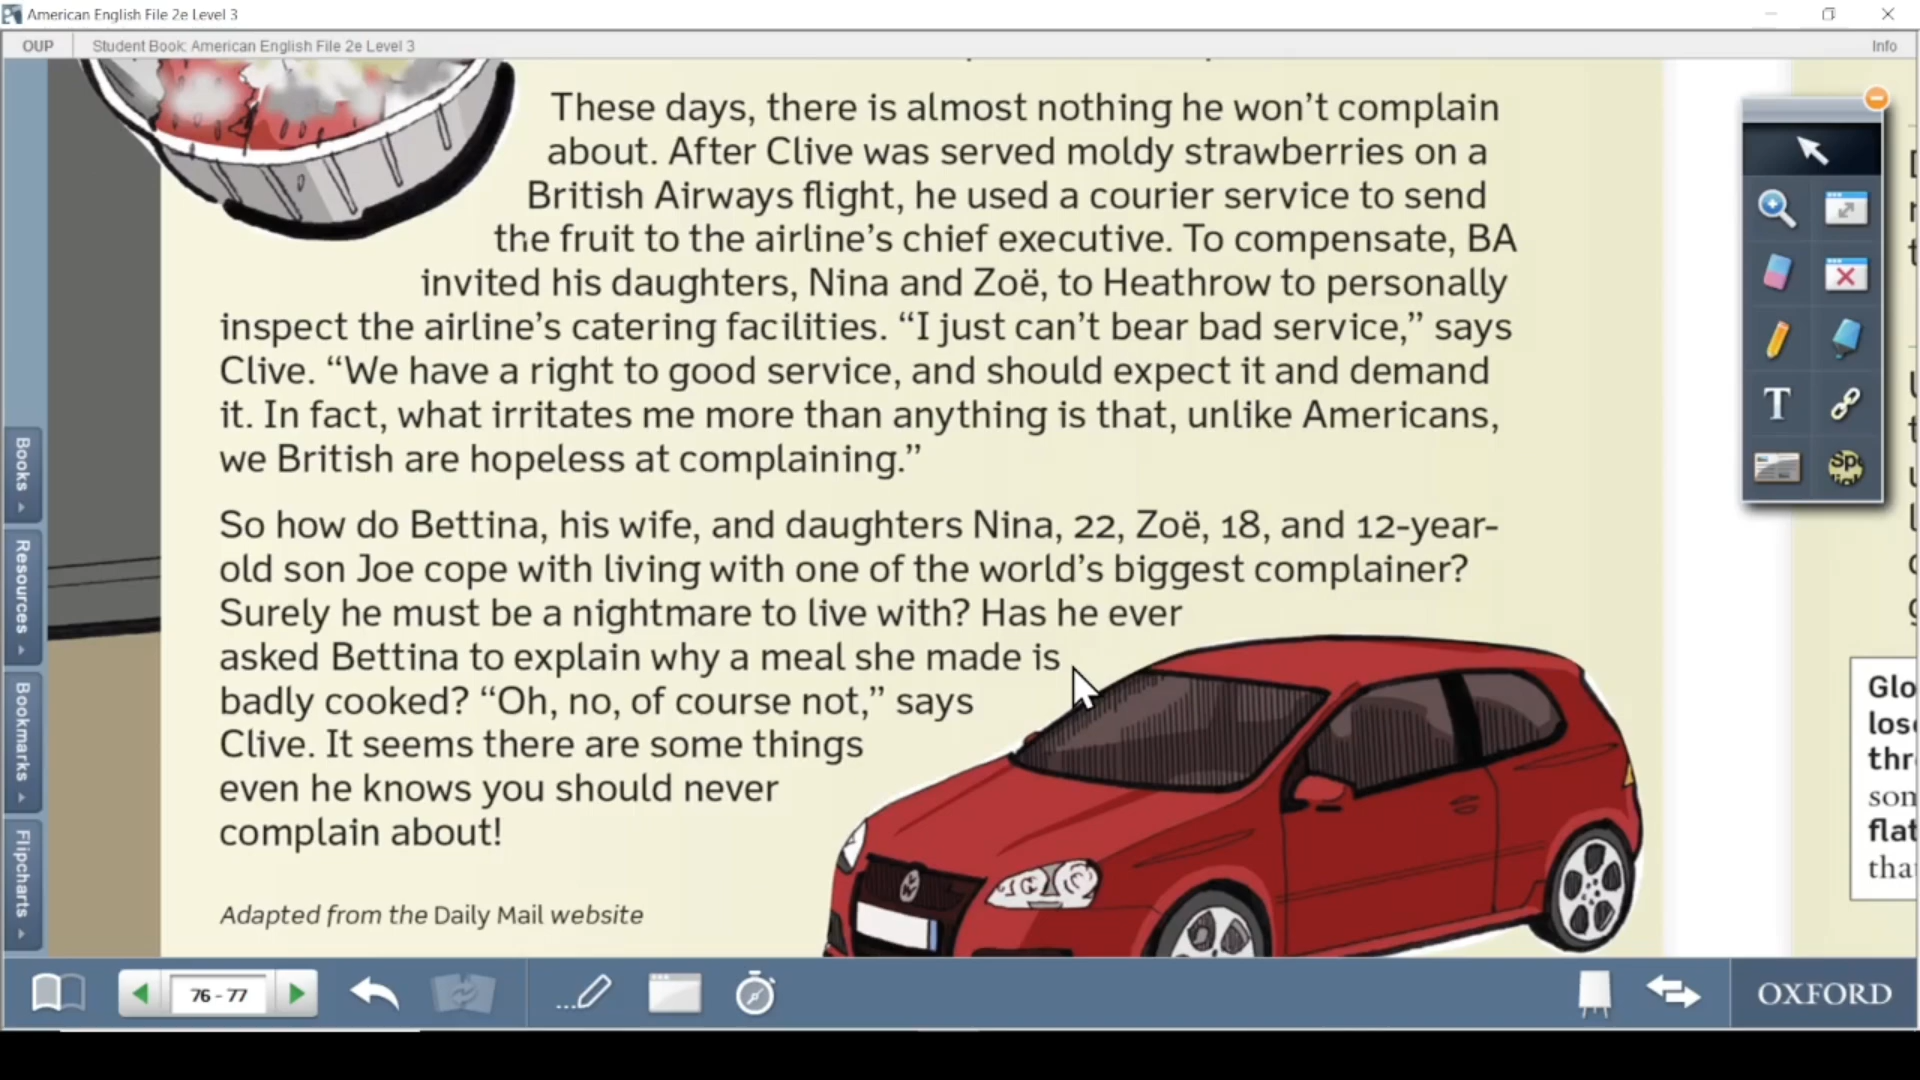 American English File 2e Level 3
OUP
Student Book: American English File 2e Level 3
Info
These days, there is almost nothing he won't complain
about. After Clive was served moldy strawberries on a
British Airways flight, he used a courier service to send
the fruit to the airline's chief executive. To compensate, BA
invited his daughters, Nina and Zoë, to Heathrow to personally
inspect the airline's catering facilities. “I just can't bear bad service,” says
Clive. “We have a right to good service, and should expect it and demand
it. In fact, what irritates me more than anything is that, unlike Americans,
we British are hopeless at complaining.”
So how do Bettina, his wife, and daughters Nina, 22, Zoë, 18, and 12-year-
old son Joe cope with living with one of the world's biggest complainer?
Surely he must be a nightmare to live with? Has he ever
asked Bettina to explain why a meal she made is
badly cooked? “Oh, no, of course not,” says
Clive. It seems there are some things
even he knows you should never
complain about!
Adapted from the Daily Mail website
Books
Resources
Bookmarks
Flipcharts
T
Glo
los
thr
son
flat
tha
76 - 77
OXFORD